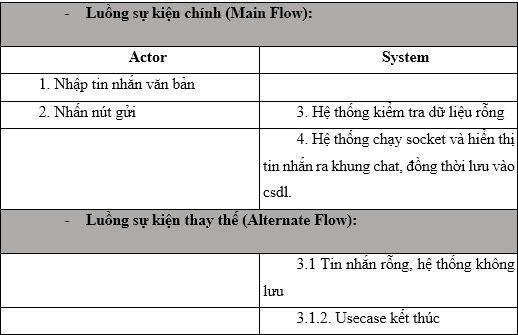 - Luồng sự kiện chính (Main Flow):
Actor System
1. Nhập tin nhắn văn bản
2. Nhấn nút gửi 3. Hệ thống kiểm tra dữ liệu rỗng
4. Hệ thống chạy socket và hiển thị
tin nhắn ra khung chat, đồng thời lưu vào
csdl.
- Luồng sự kiện thay thế (Alternate Flow):
3.1 Tin nhắn rỗng, hệ thống không
lưu
3.1.2. Usecase kết thúc